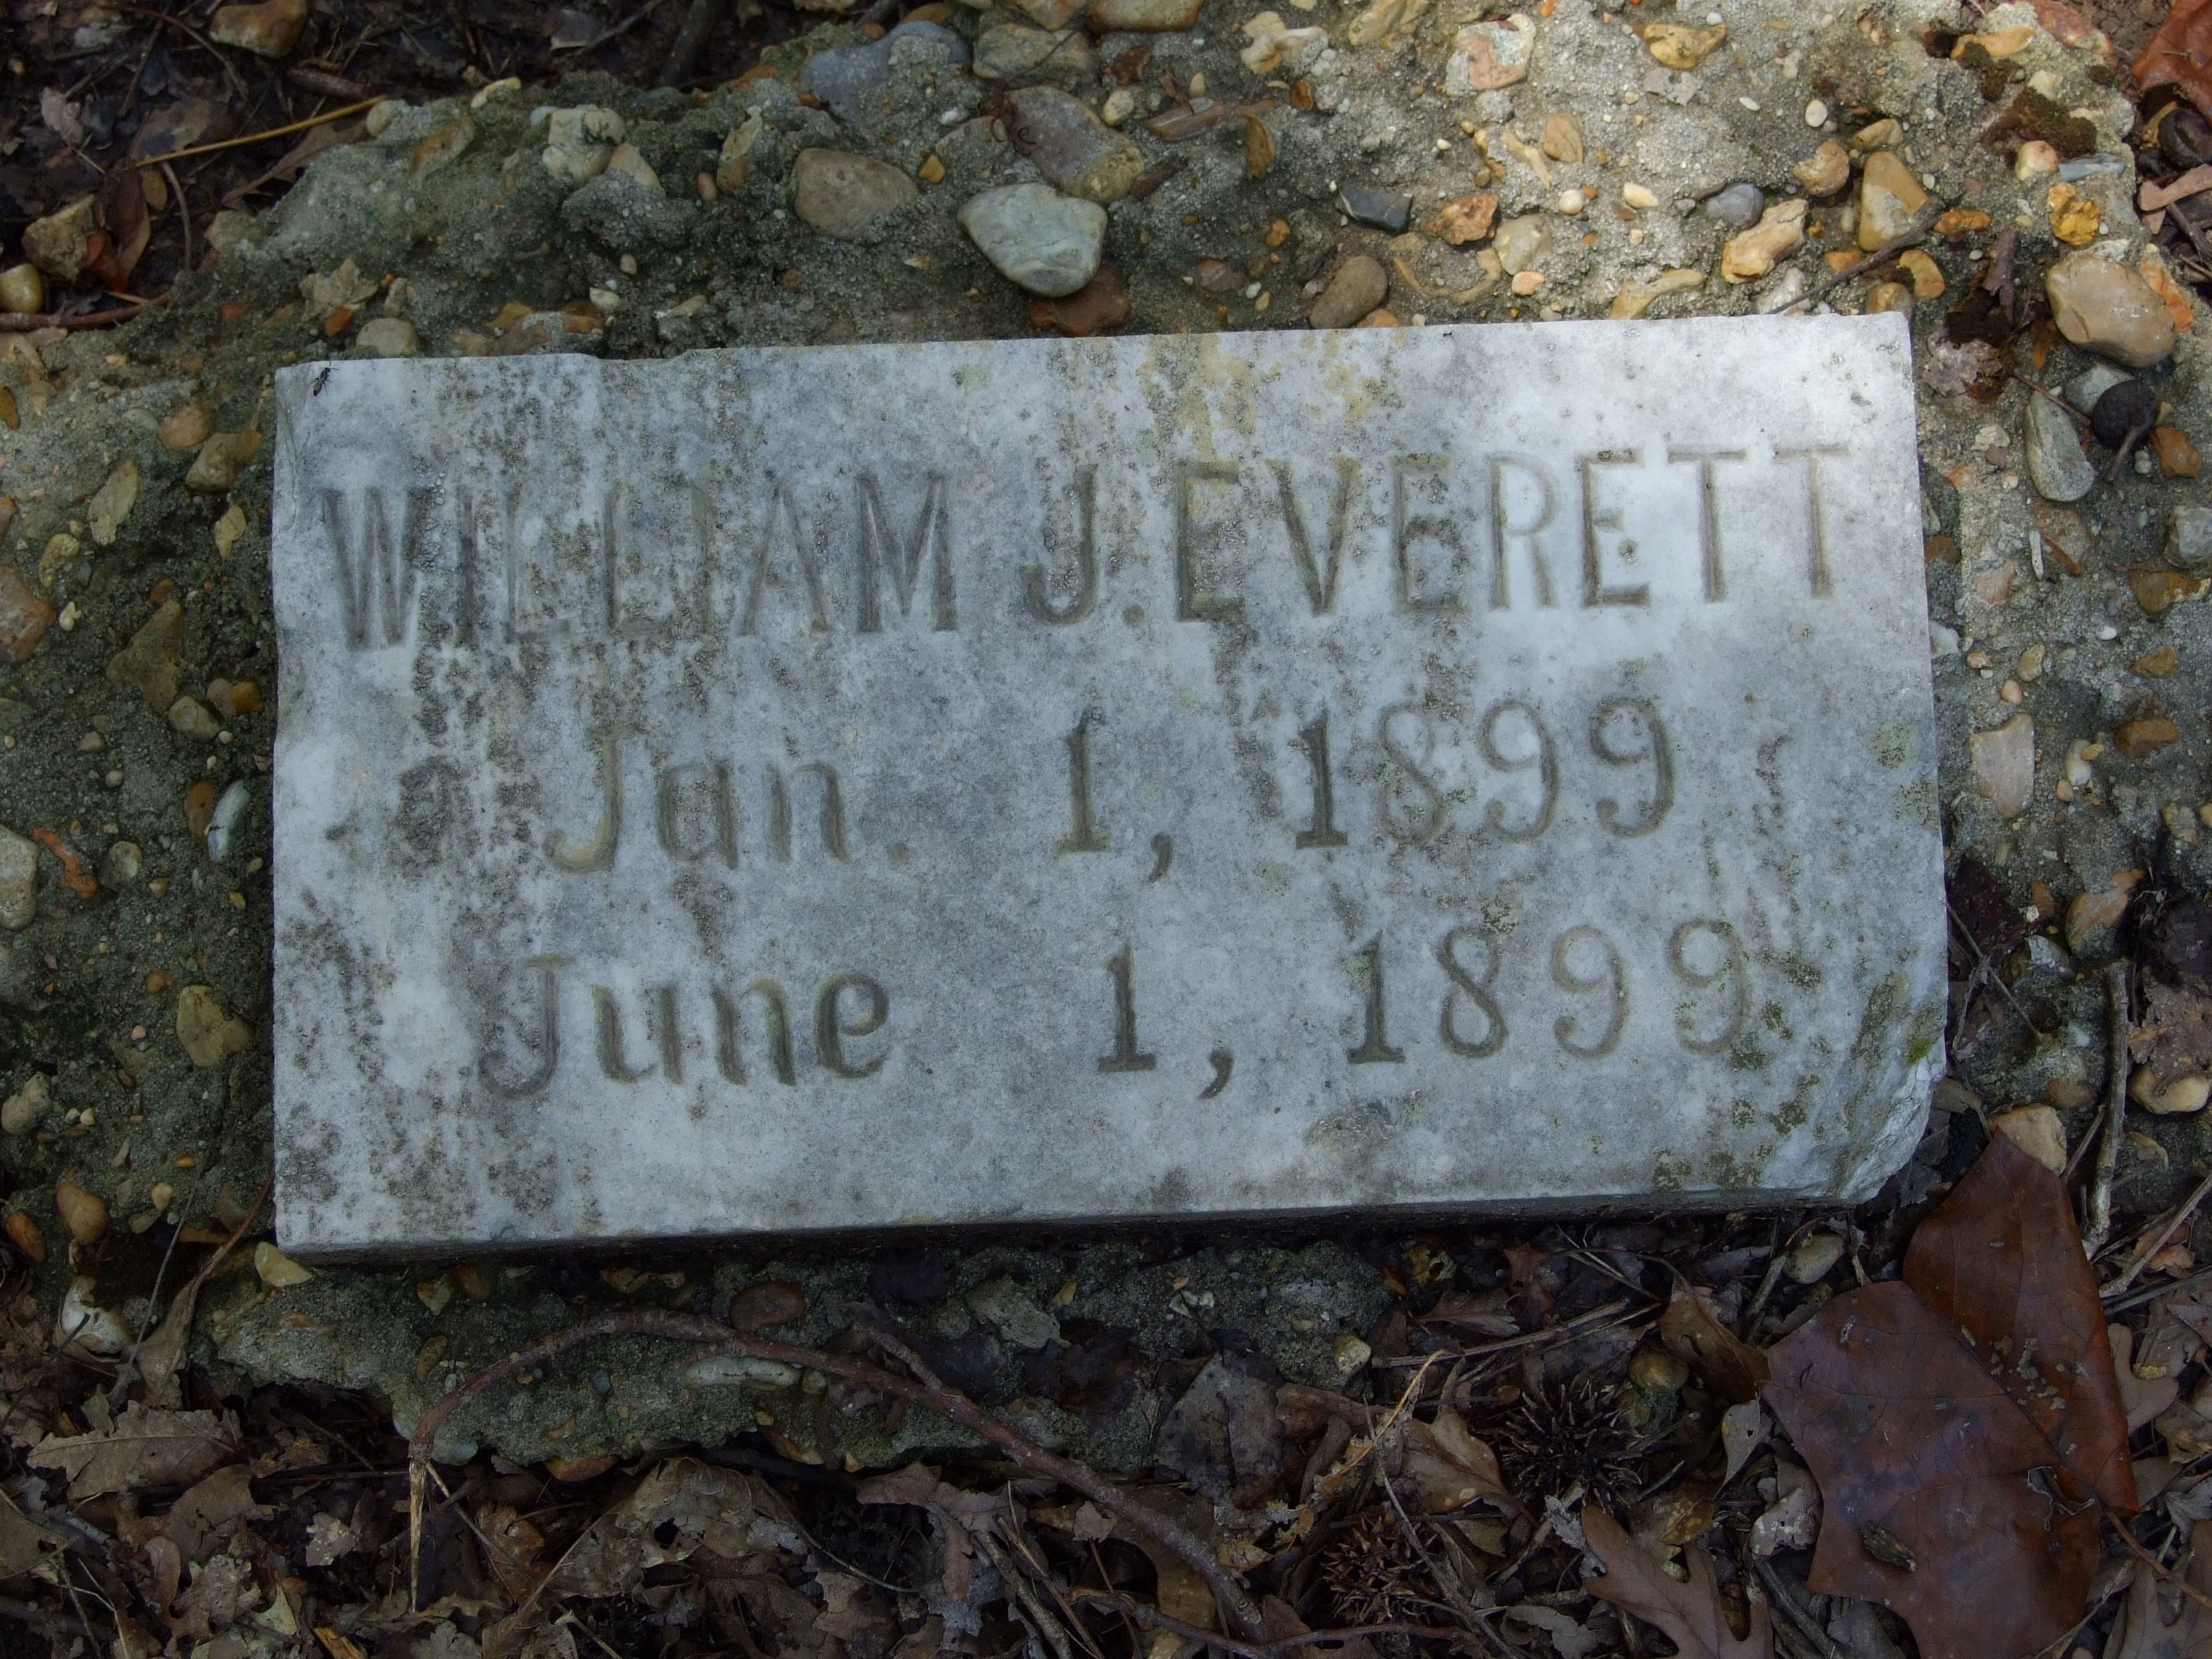 WILLIAM J. EVERETT
Jan. 1, 1899
June 1, 1899